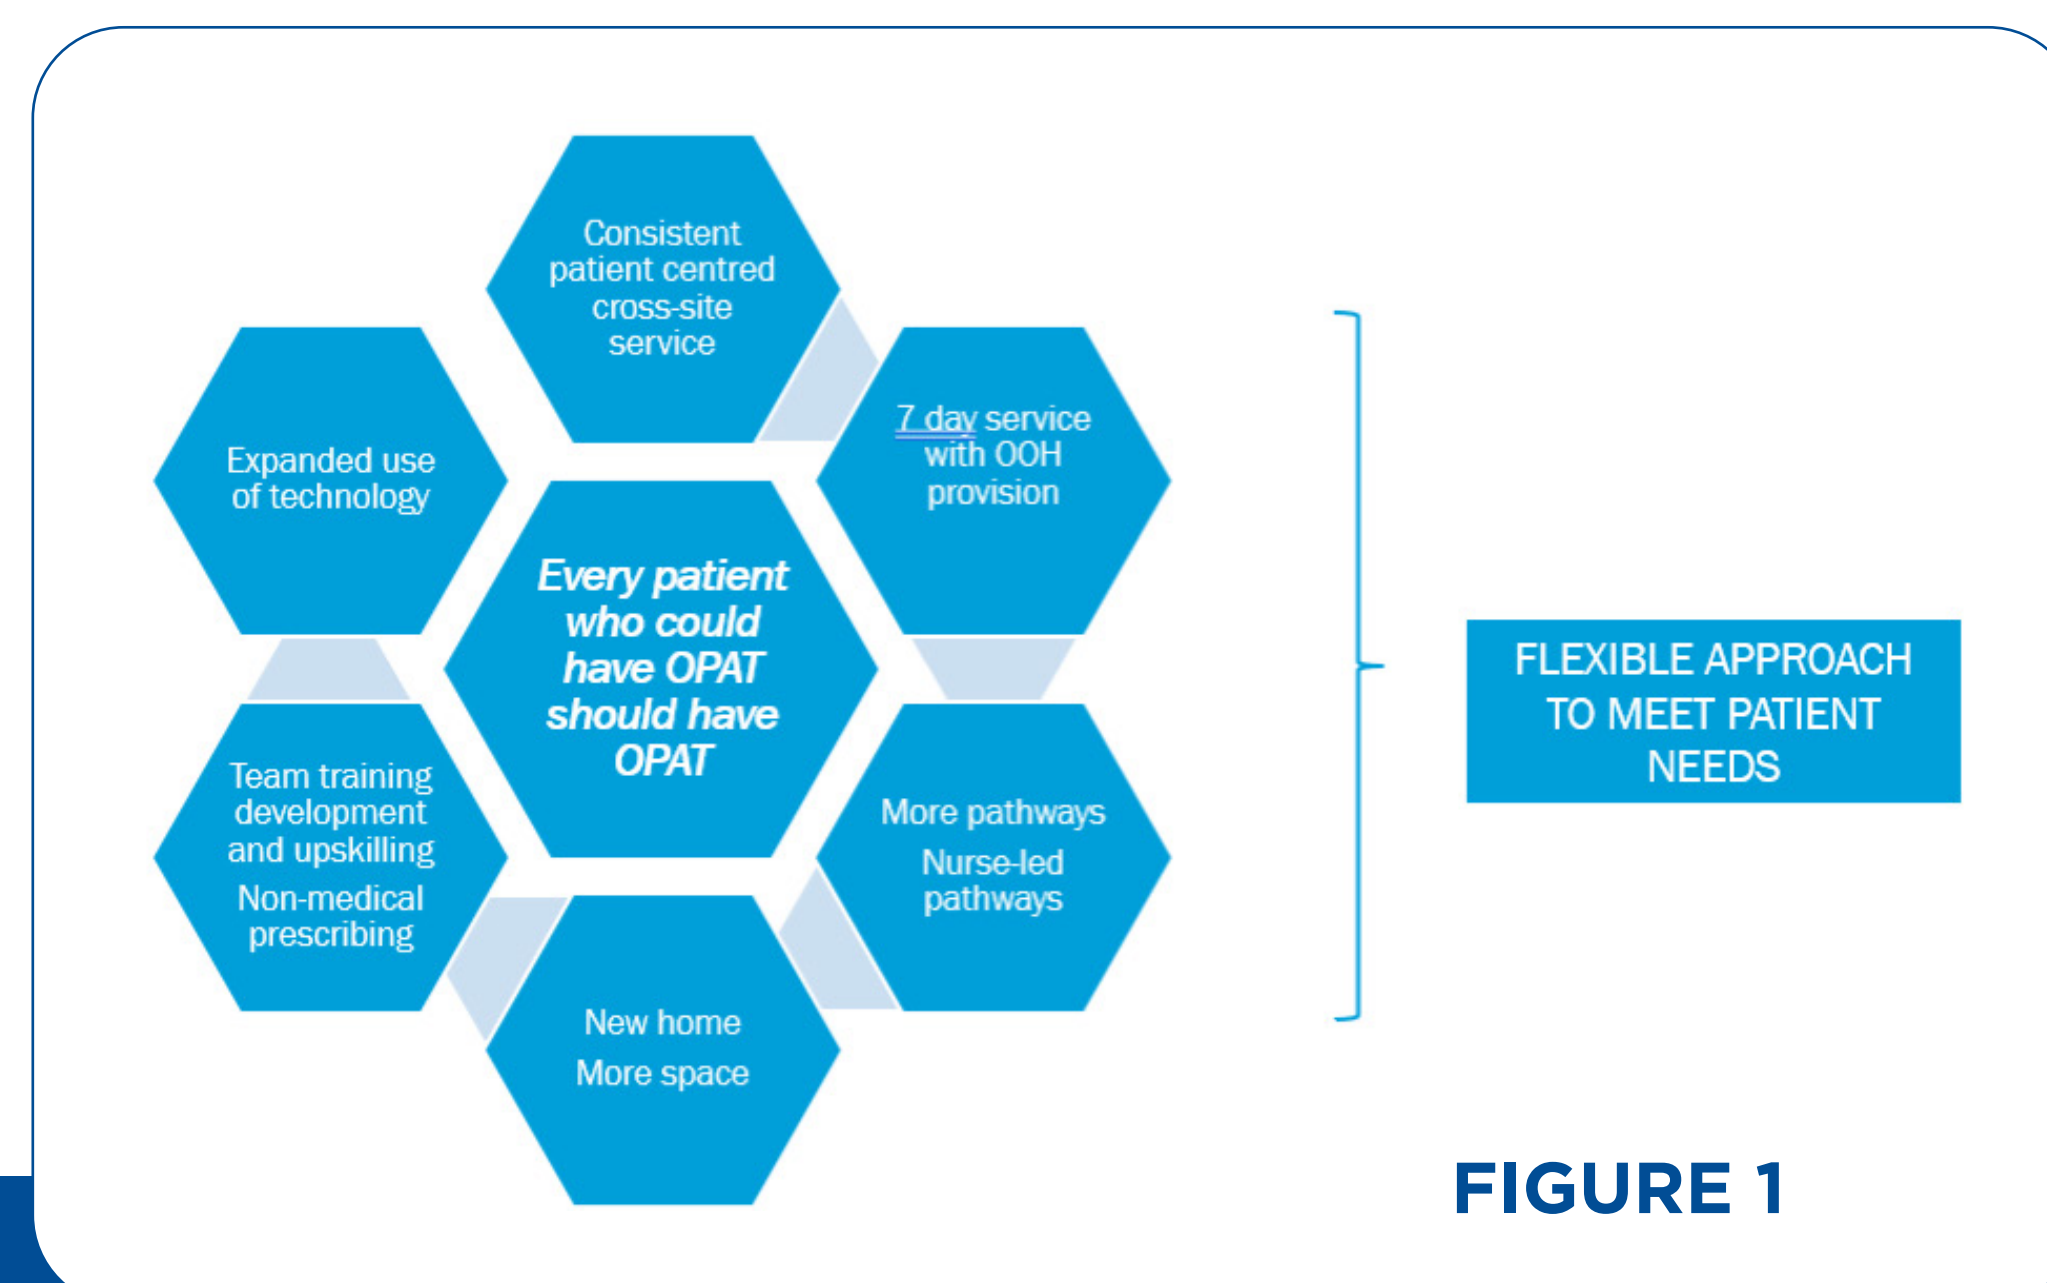 Consistent
patient centred
cross-site
service
7 day service
with OOH
provision
Expanded use
of technology
Every patient
who could
have OPAT
should have
OPAT
FLEXIBLE APPROACH
TO MEET PATIENT
NEEDS
Team training
development
and upskilling
Non-medical
prescribing
More pathways
Nurse-led
pathways
New home
More space
FIGURE 1